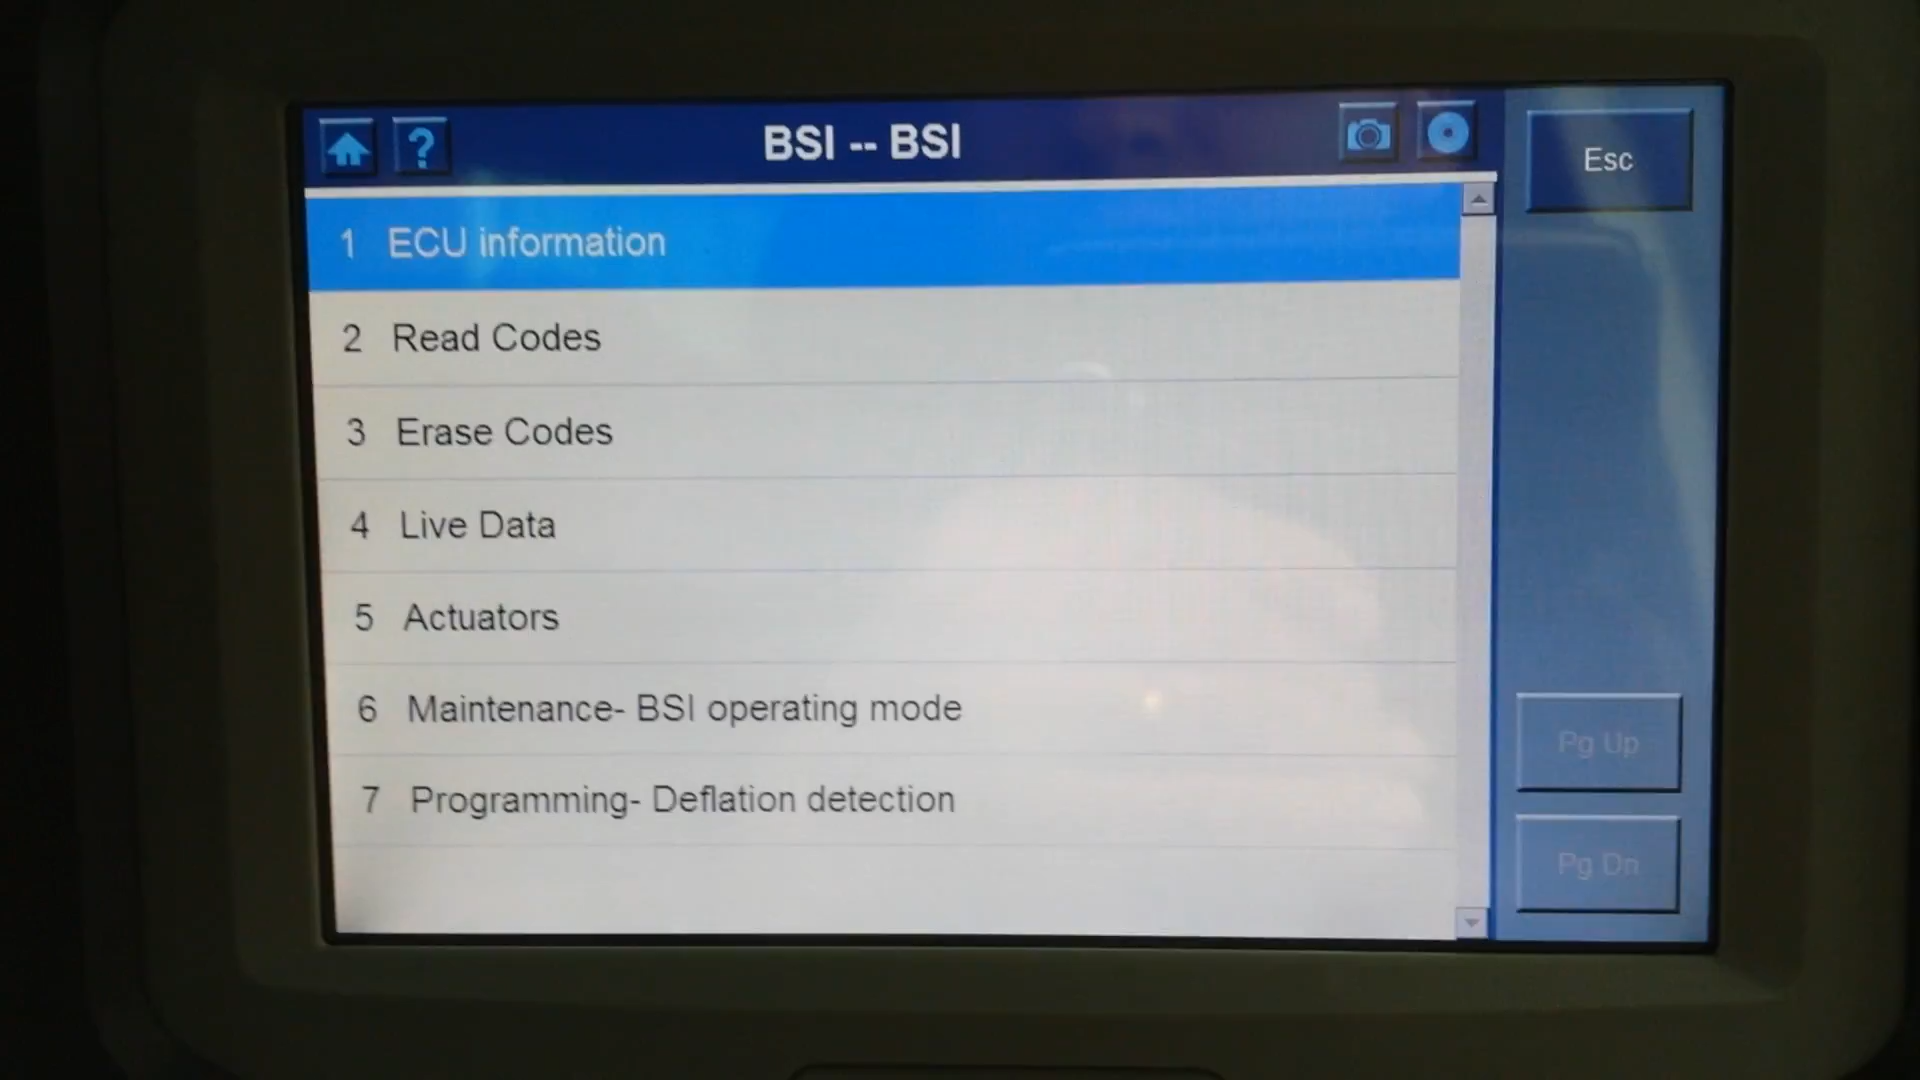 ?
BSI -- BSI
Esc
1 ECU information
2 Read Codes
3 Erase Codes
4 Live Data
5 Actuators
6 Maintenance- BSI operating mode
7 Programming- Deflation detection
Pg Up
Pg Dn